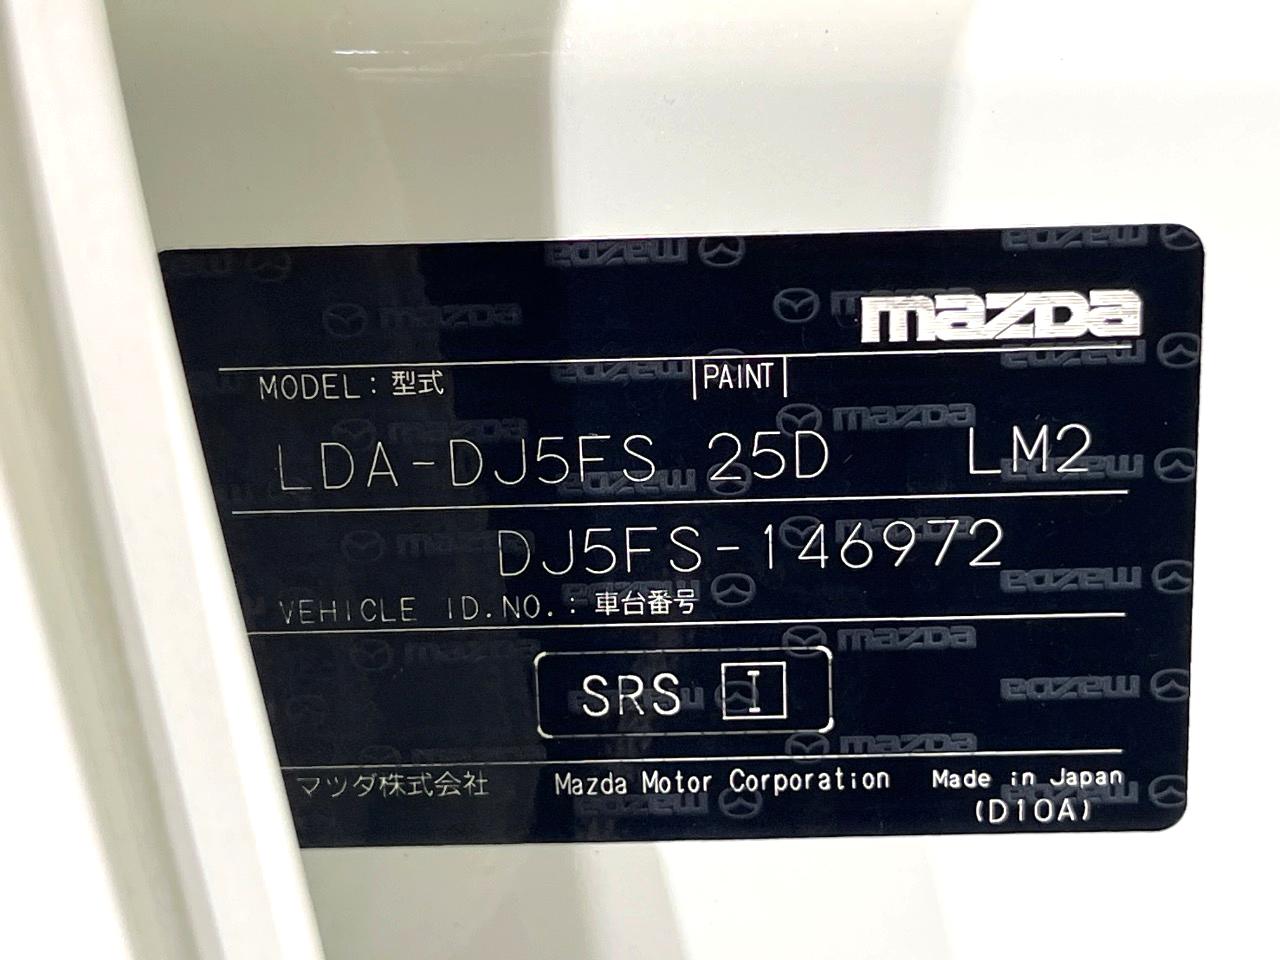 mazda
MODEL：型式 PAINT
LDA-DJ5FS 25D LM2
DJ5FS-146972
VEHICLE ID.NO.：車台番号
SRS I
マツダ株式会社 Mazda Motor Corporation Made in Japan
(D10A)